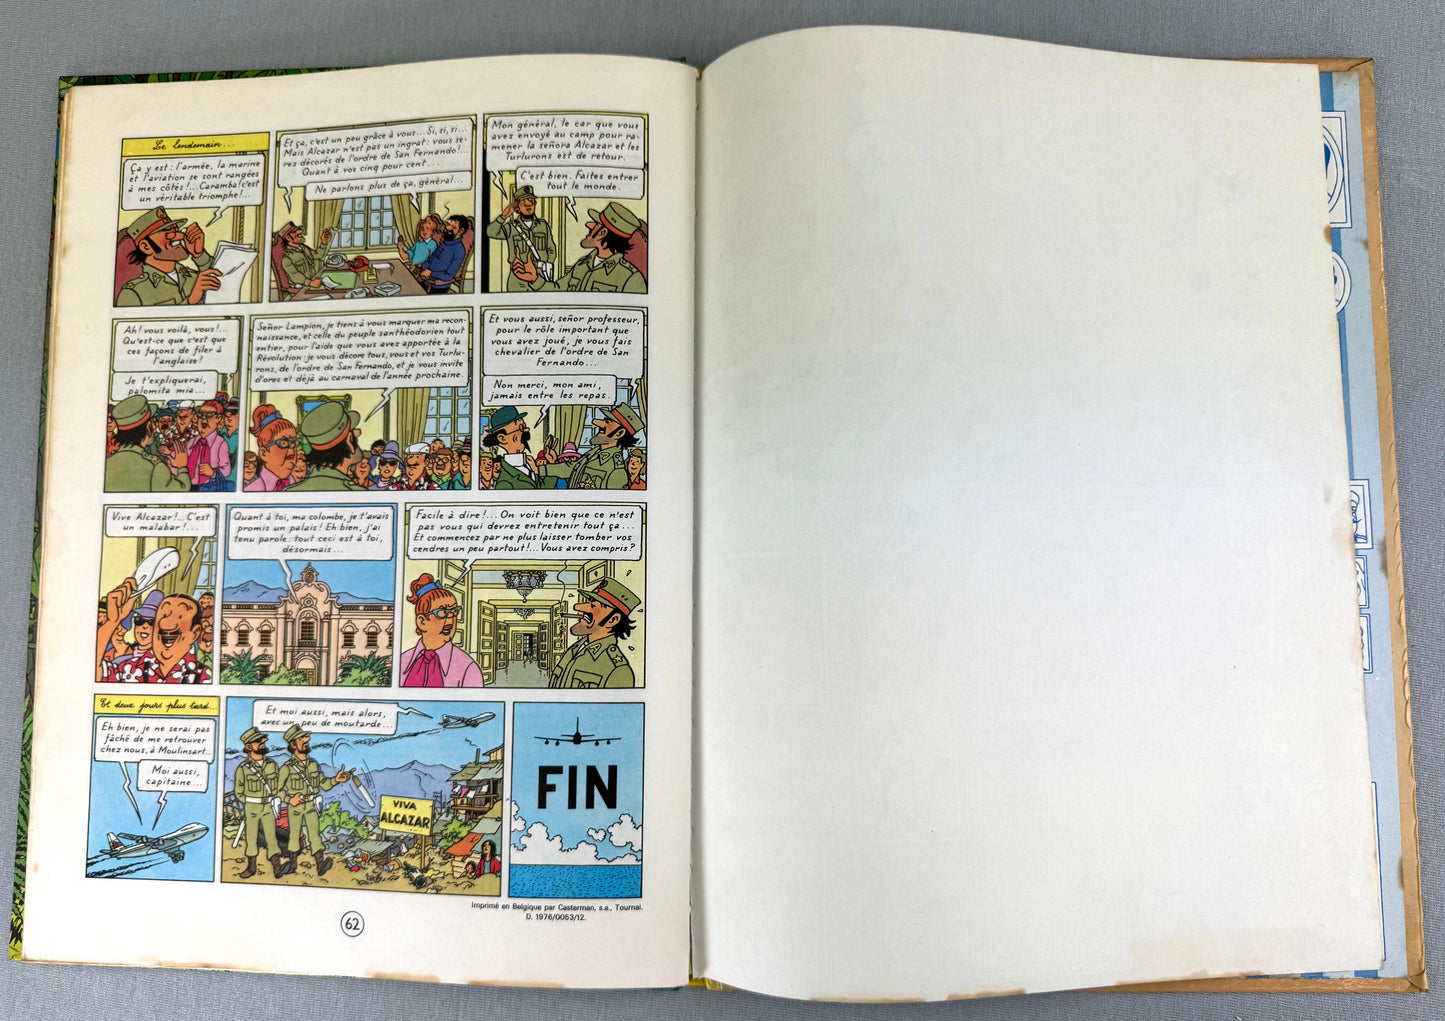 Le lendemain...
Ça y est : l'armée, la marine
et l'aviation se sont rangées
à mes côtés !... Caramba! c'est
un véritable triomphe!...
Et ça, c'est un peu grâce à vous... Si, si, si...
Mais Alcazar n'est pas un ingrat : vous se-
rez décorés de l'ordre de San Fernando!...
Quant à vos cinq pour cent...
Ne parlons plus de ça, général...
Mon général, le car que vous
avez envoyé au camp pour ra-
mener la señora Alcazar et les
Turlurons est de retour.
C'est bien. Faites entrer
tout le monde.
Ah! vous voilà, vous!...
Qu'est-ce que c'est que
ces façons de filer à
l'anglaise!
Je t'expliquerai,
palomita mia...
Señor Lampion, je tiens à vous marquer ma recon-
naissance, et celle du peuple santhéodorien tout
entier, pour l'aide que vous avez apportée à la
Révolution : je vous décore tous, vous et vos Turlu-
rons, de l'ordre de San Fernando, et je vous invite
d'ores et déjà au carnaval de l'année prochaine.
Et vous aussi, señor professeur,
pour le rôle important que
vous avez joué, je vous fais
chevalier de l'ordre de San
Fernando...
Non merci, mon ami,
jamais entre les repas.
Vive Alcazar!... C'est
un malabar!...
Quant à toi, ma colombe, je t'avais
promis un palais! Eh bien, j'ai
tenu parole : tout ceci est à toi,
désormais...
Facile à dire!... On voit bien que ce n'est
pas vous qui devrez entretenir tout ça...
Et commencez par ne plus laisser tomber vos
cendres un peu partout!... Vous avez compris?
Et deux jours plus tard...
Eh bien, je ne serai pas
fâché de me retrouver
chez nous, à Moulinsart...
Moi aussi,
capitaine...
Et moi aussi, mais alors,
avec un peu de moutarde...
VIVA
ALCAZAR
FIN
Imprimé en Belgique par Casterman, s.a., Tournai.
D. 1976/0053/12.
62